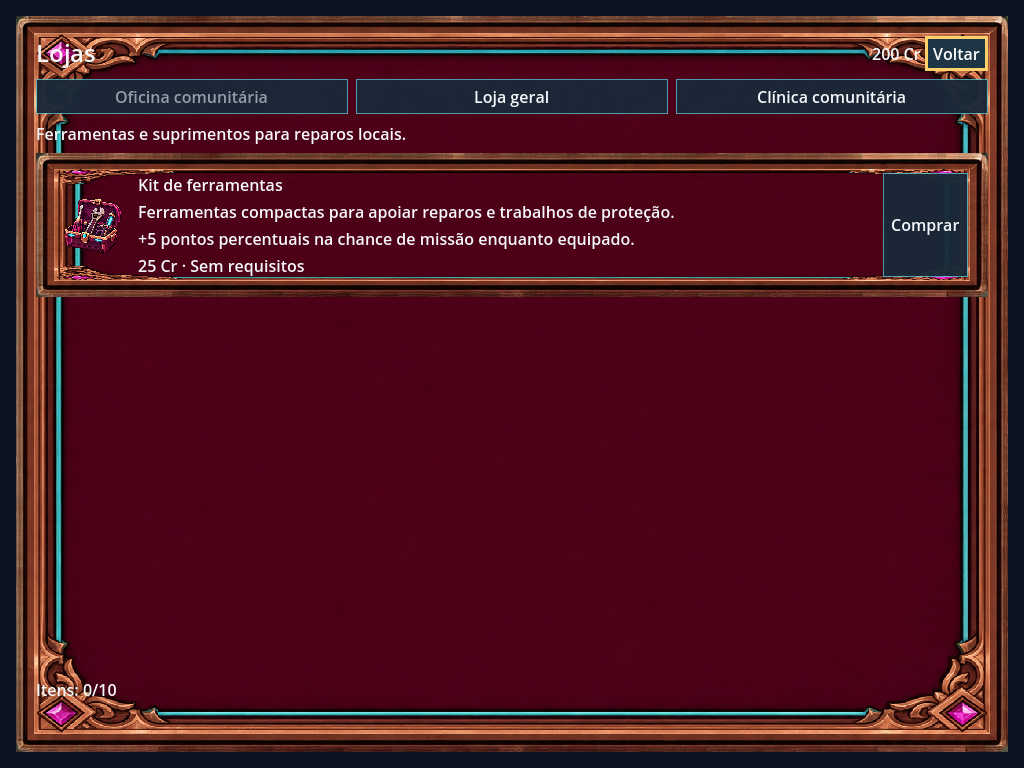 Lojas
200 Cr
Voltar
Oficina comunitária
Loja geral
Clínica comunitária
Ferramentas e suprimentos para reparos locais.
Kit de ferramentas
Ferramentas compactas para apoiar reparos e trabalhos de proteção.
+5 pontos percentuais na chance de missão enquanto equipado.
25 Cr · Sem requisitos
Comprar
Itens: 0/10